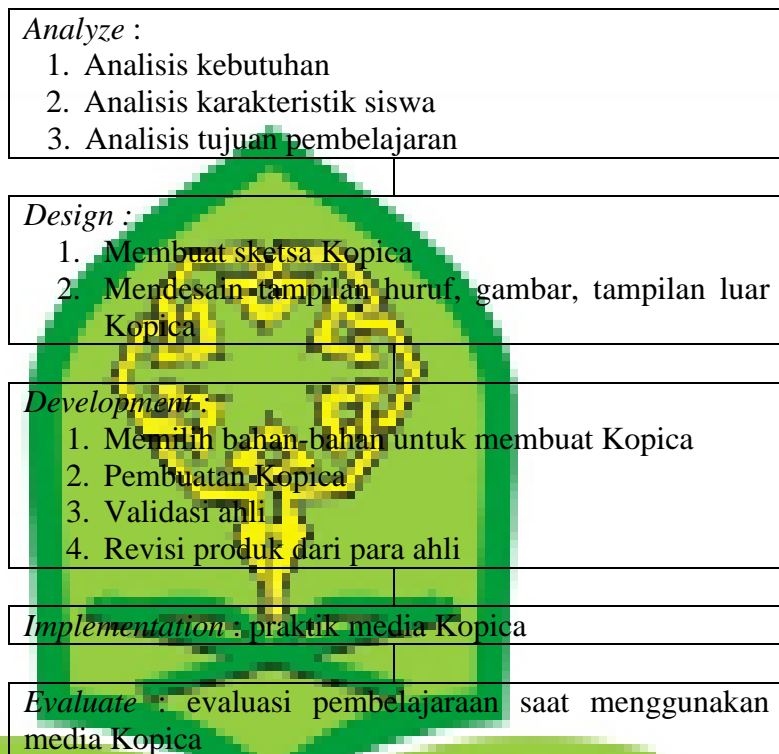 Analyze :
1. Analisis kebutuhan
2. Analisis karakteristik siswa
3. Analisis tujuan pembelajaran
Design :
1. Membuat sketsa Kopica
2. Mendesain tampilan huruf, gambar, tampilan luar
Kopica
Development :
1. Memilih bahan-bahan untuk membuat Kopica
2. Pembuatan Kopica
3. Validasi ahli
4. Revisi produk dari para ahli
Implementation : praktik media Kopica
Evaluate : evaluasi pembelajaraan saat menggunakan
media Kopica